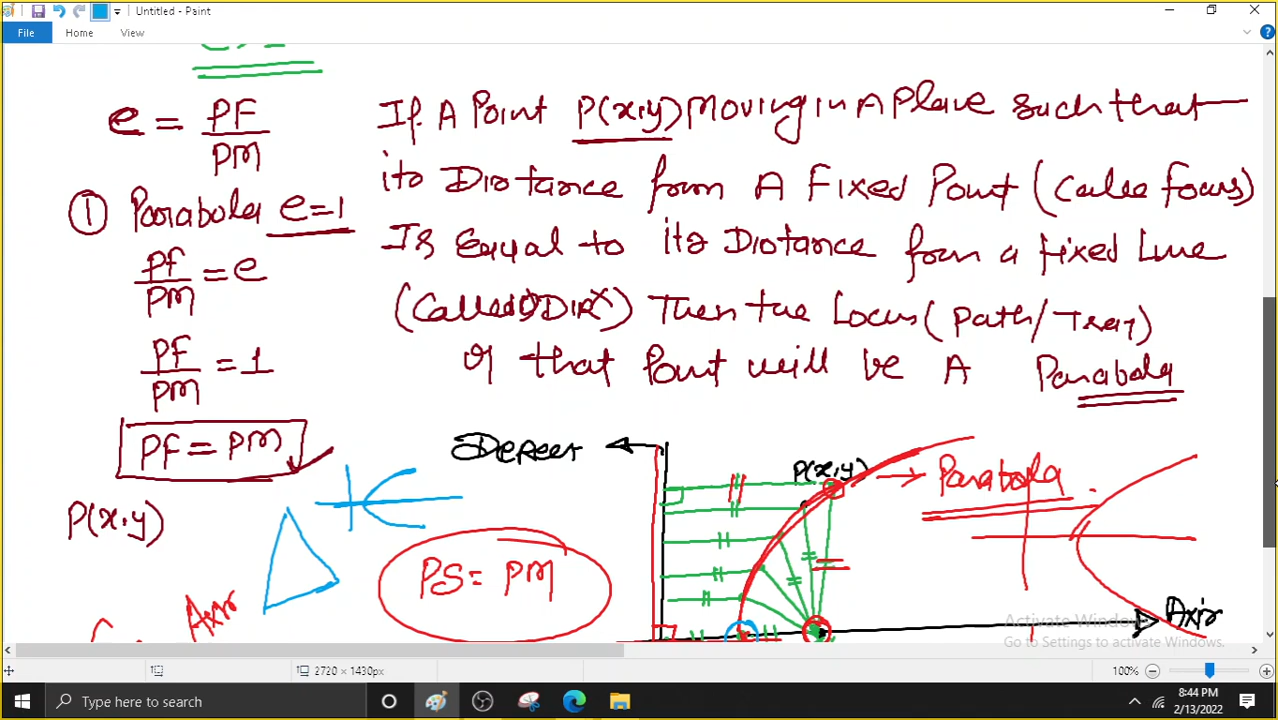 Untitled - Paint
File Home View
e = PF/PM
If A Point P(x,y) Moving in A Plane such that
its Distance from A Fixed Point (Calle focus)
① Parabola e=1
Is Equal to its Distance from a fixed Line
Pf/PM = e
(Called Dirx) Then the Locus (Path/Tray)
PF/PM = 1
of that Point will be A Parabola
PF = PM
P(x,y)
P(x,y)
Parabola
PS = PM
Axis
Axis
Activate Windows
Go to Settings to activate Windows.
2720 × 1430px
100%
Type here to search
8:44 PM
2/13/2022